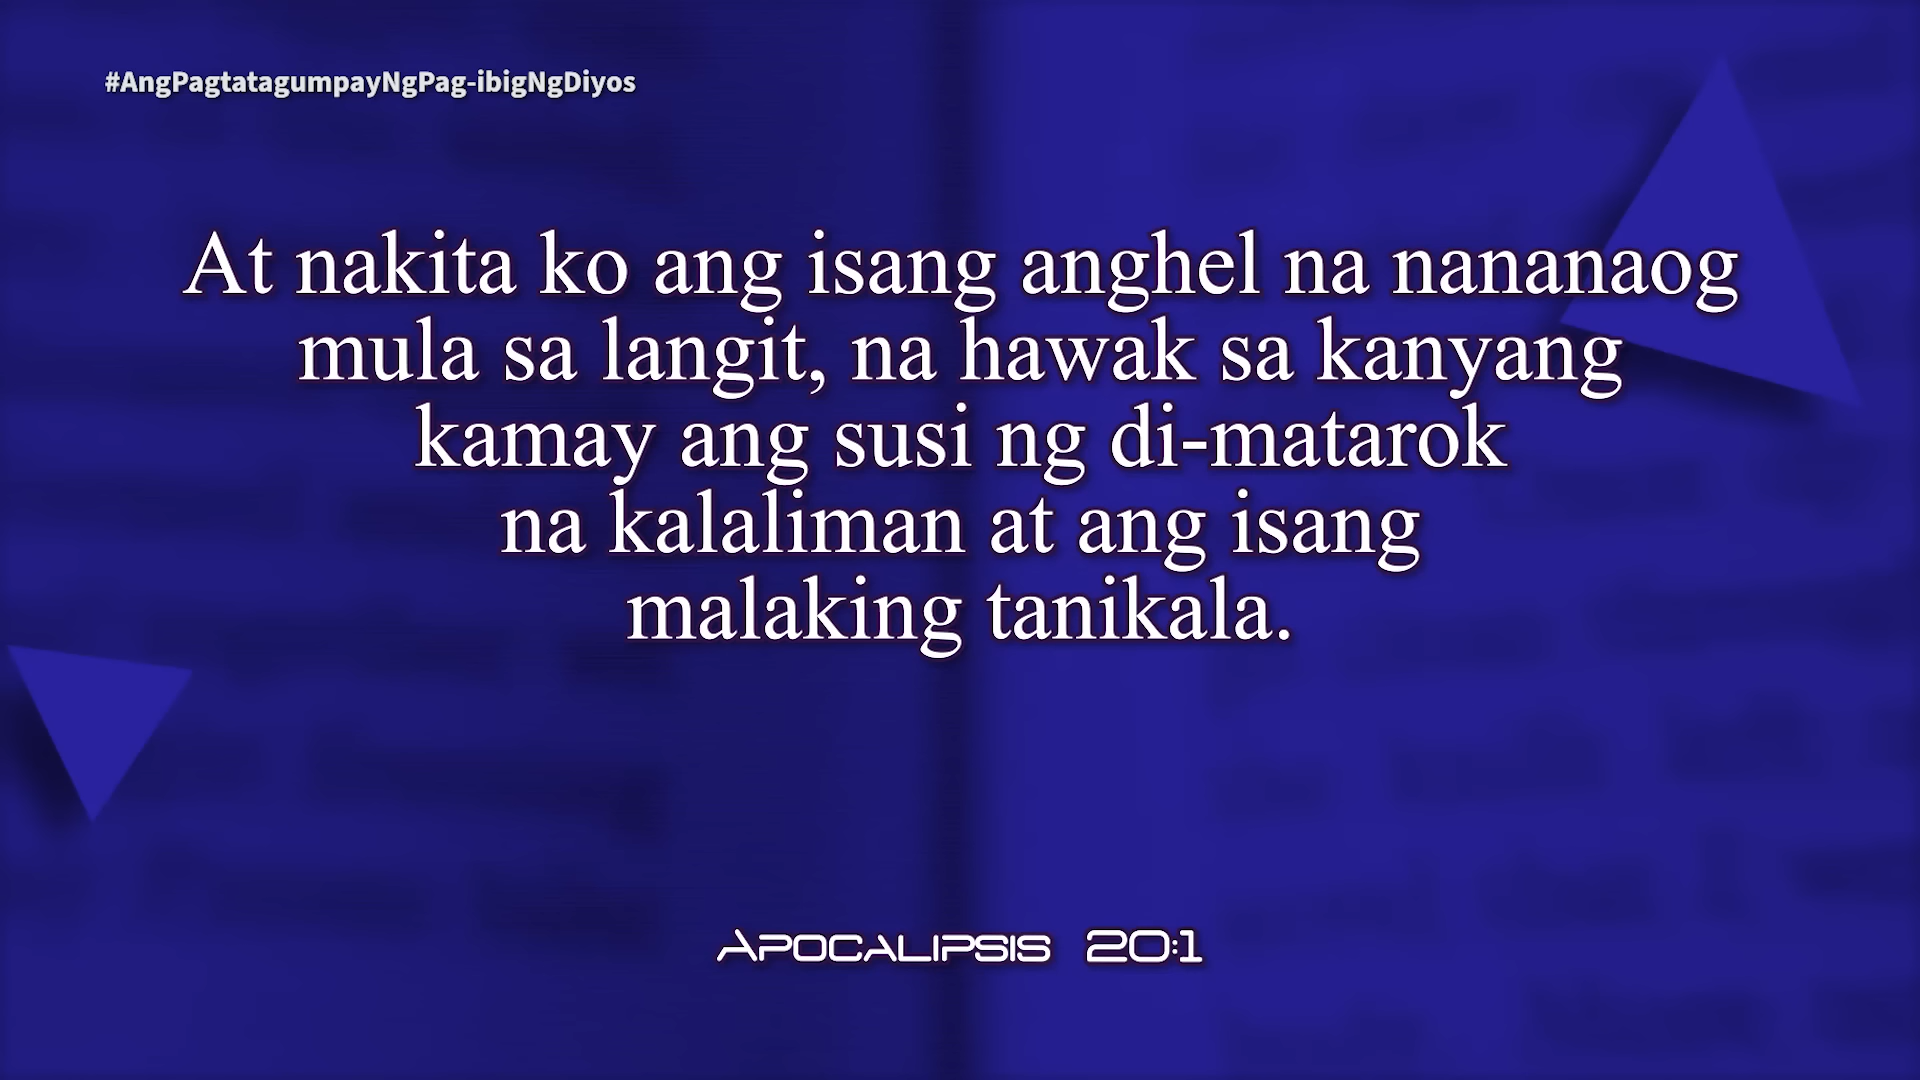 #AngPagtatagumpayNgPag-ibigNgDiyos
At nakita ko ang isang anghel na nananaog
mula sa langit, na hawak sa kanyang
kamay ang susi ng di-matarok
na kalaliman at ang isang
malaking tanikala.
Apocalipsis 20:1